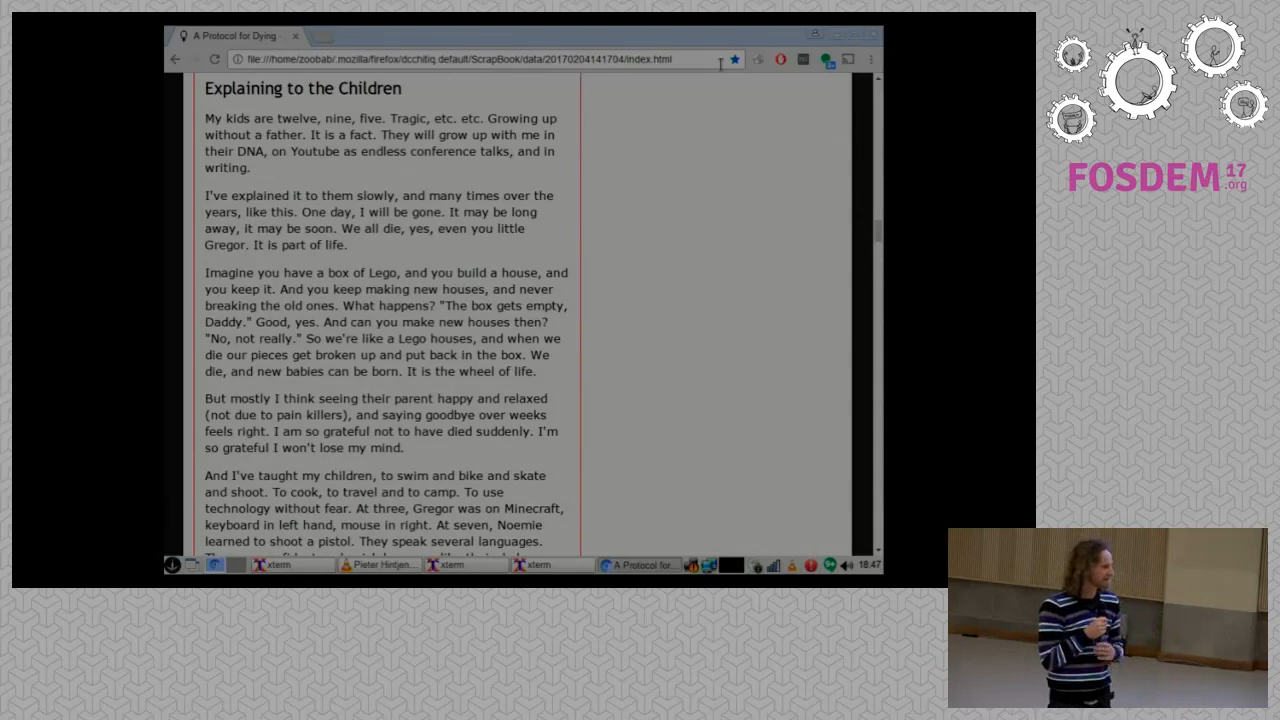 A Protocol for Dying
file:///home/zoobab/.mozilla/firefox/dcchifiq.default/ScrapBook/data/20170204141704/index.html
Explaining to the Children
My kids are twelve, nine, five. Tragic, etc. etc. Growing up
without a father. It is a fact. They will grow up with me in
their DNA, on Youtube as endless conference talks, and in
writing.
I've explained it to them slowly, and many times over the
years, like this. One day, I will be gone. It may be long
away, it may be soon. We all die, yes, even you little
Gregor. It is part of life.
Imagine you have a box of Lego, and you build a house, and
you keep it. And you keep making new houses, and never
breaking the old ones. What happens? "The box gets empty,
Daddy." Good, yes. And can you make new houses then?
"No, not really." So we're like a Lego houses, and when we
die our pieces get broken up and put back in the box. We
die, and new babies can be born. It is the wheel of life.
But mostly I think seeing their parent happy and relaxed
(not due to pain killers), and saying goodbye over weeks
feels right. I am so grateful not to have died suddenly. I'm
so grateful I won't lose my mind.
And I've taught my children, to swim and bike and skate
and shoot. To cook, to travel and to camp. To use
technology without fear. At three, Gregor was on Minecraft,
keyboard in left hand, mouse in right. At seven, Noemie
learned to shoot a pistol. They speak several languages.
xterm
Pieter Hintjen...
xterm
xterm
A Protocol for...
18:47
FOSDEM 17
.org